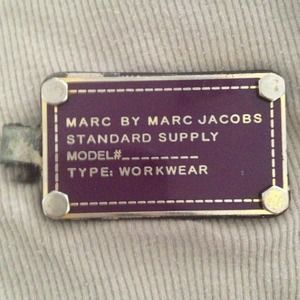 MARC BY MARC JACOBS
STANDARD SUPPLY
MODEL#________
TYPE: WORKWEAR